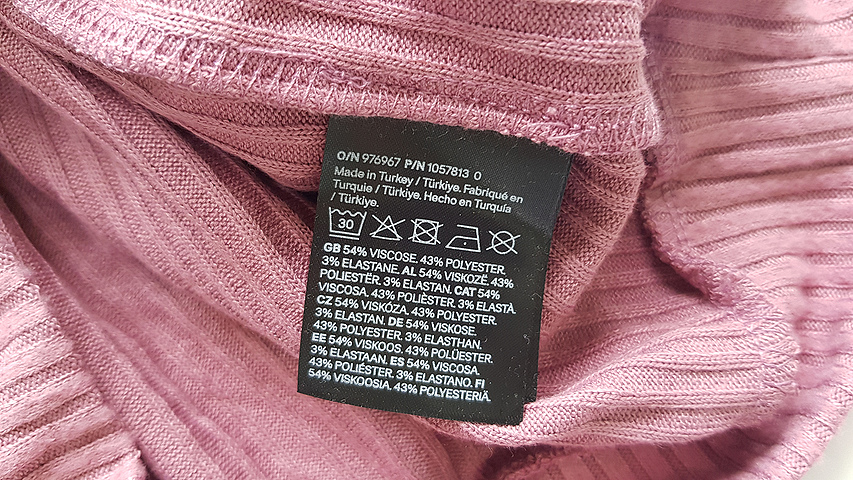 O/N 976967 P/N 1057813 0
Made in Turkey / Türkiye. Fabriqué en
Turquie / Türkiye. Hecho en Turquía
/ Türkiye.
30
GB 54% VISCOSE. 43% POLYESTER.
3% ELASTANE. AL 54% VISKOZË. 43%
POLIESTËR. 3% ELASTAN. CAT 54%
VISCOSA. 43% POLIÈSTER. 3% ELASTÀ.
CZ 54% VISKÓZA. 43% POLYESTER.
3% ELASTAN. DE 54% VISKOSE.
43% POLYESTER. 3% ELASTHAN.
EE 54% VISKOOS. 43% POLÜESTER.
3% ELASTAAN. ES 54% VISCOSA.
43% POLIÉSTER. 3% ELASTANO. FI
54% VISKOOSIA. 43% POLYESTERIÄ.